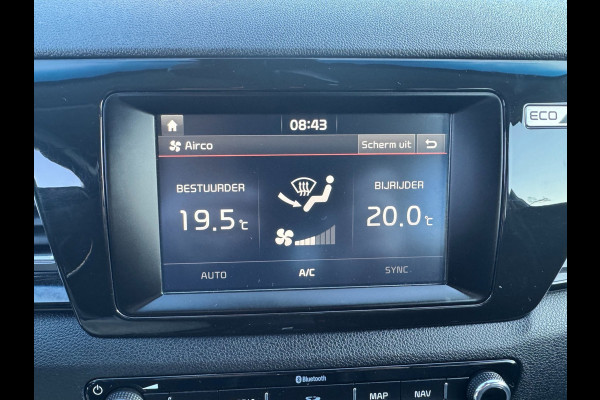 08:43
Airco Scherm uit
ECO
BESTUURDER BIJRIJDER
19.5°C 20.0°C
AUTO A/C SYNC
Bluetooth
MAP NAV